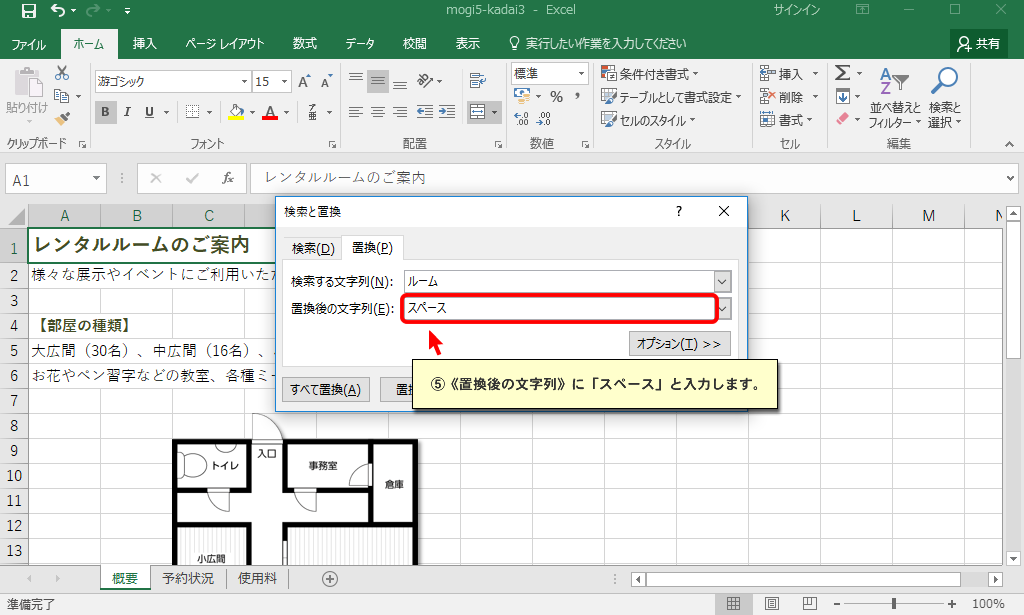 mogi5-kadai3 - Excel
サインイン
ファイル ホーム 挿入 ページ レイアウト 数式 データ 校閲 表示 実行したい作業を入力してください 共有
貼り付け
クリップボード
游ゴシック 15 A A
B I U A
フォント
配置
標準
% ,
数値
条件付き書式
テーブルとして書式設定
セルのスタイル
スタイル
挿入
削除
書式
セル
Σ
並べ替えと
フィルター
検索と
選択
編集
A1 fx レンタルルームのご案内
A B C K L M N
1 レンタルルームのご案内
2 様々な展示やイベントにご利用いた
3
4 【部屋の種類】
5 大広間（30名）、中広間（16名）、
6 お花やペン習字などの教室、各種ミー
7
8
9
10
11
12
13
検索と置換 ?
検索(D) 置換(P)
検索する文字列(N): ルーム
置換後の文字列(E): スペース
オプション(T) >>
すべて置換(A) 置
⑤《置換後の文字列》に「スペース」と入力します。
トイレ
入口
事務室
倉庫
小広間
概要 予約状況 使用料
準備完了
100%